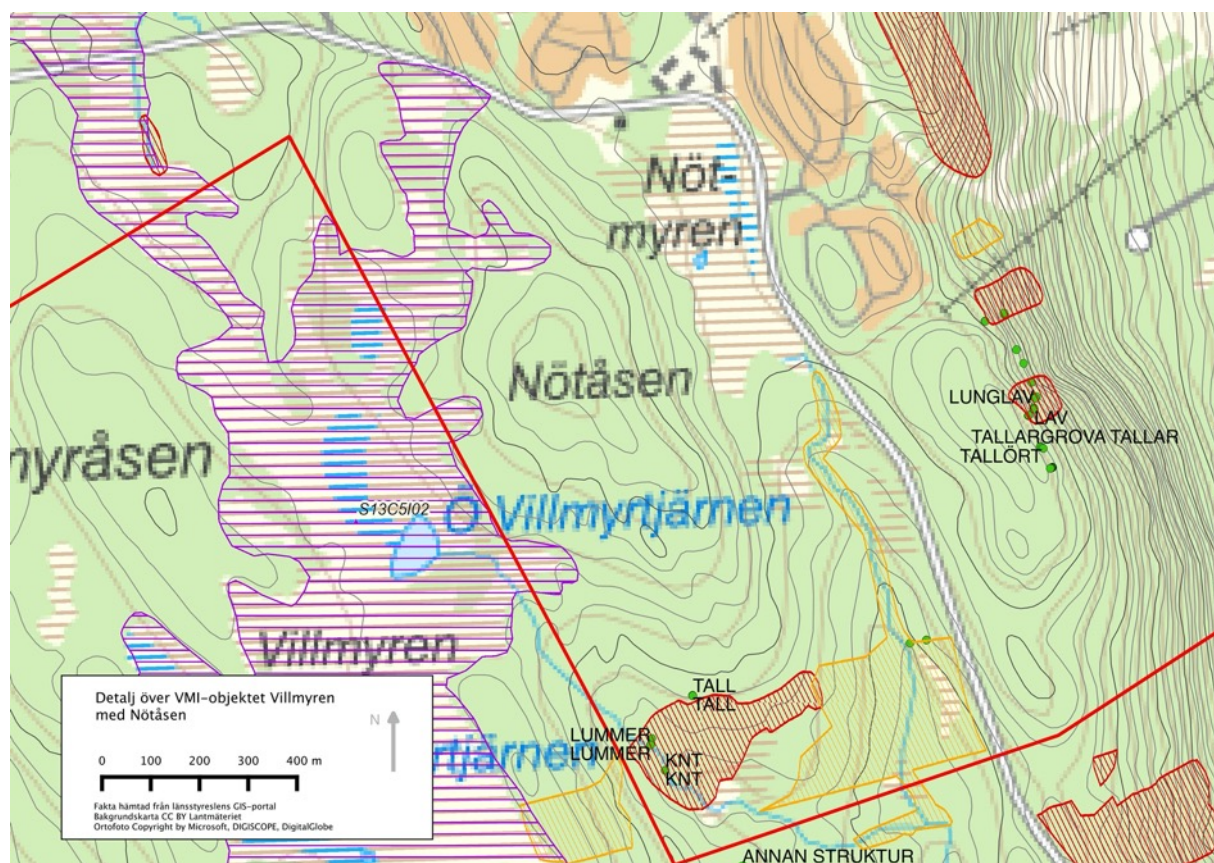 Nöt-
myren
Nötåsen
LUNGLAV
LAV
TALLARGROVA TALLAR
TALLÖRT
myråsen
S13C5I02
Villmyrtjärnen
Villmyren
TALL
TALL
LUMMER
LUMMER
KNT
KNT
rtjärnen
ANNAN STRUKTUR
Detalj över VMI-objektet Villmyren
med Nötåsen
N
0 100 200 300 400 m
Fakta hämtad från länsstyreslens GIS-portal
Bakgrundskarta CC BY Lantmäteriet
Ortofoto Copyright by Microsoft, DIGISCOPE, DigitalGlobe